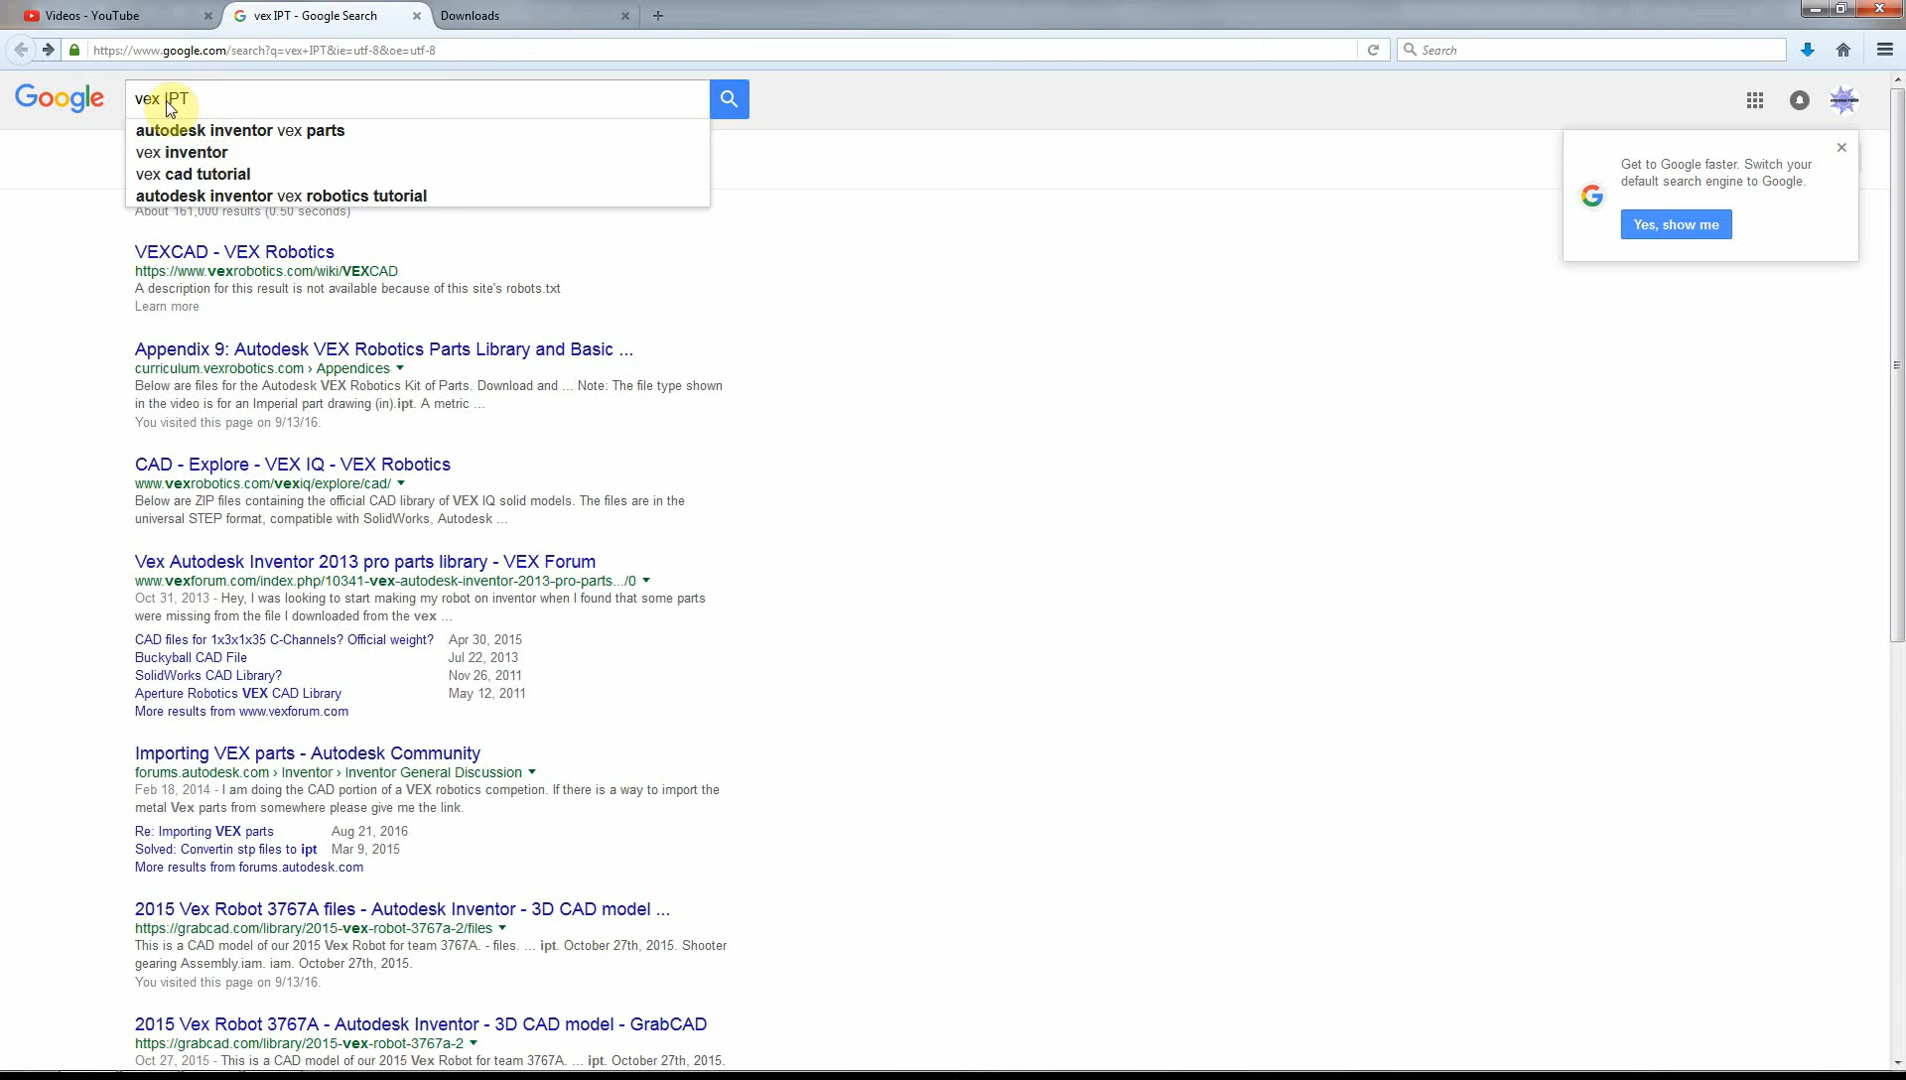 Videos - YouTube
vex IPT - Google Search
Downloads
https://www.google.com/search?q=vex+IPT&ie=utf-8&oe=utf-8
Search
Google
vex IPT
autodesk inventor vex parts
vex inventor
vex cad tutorial
autodesk inventor vex robotics tutorial
Get to Google faster. Switch your
default search engine to Google.
Yes, show me
About 161,000 results (0.50 seconds)
VEXCAD - VEX Robotics
https://www.vexrobotics.com/wiki/VEXCAD
A description for this result is not available because of this site's robots.txt
Learn more
Appendix 9: Autodesk VEX Robotics Parts Library and Basic ...
curriculum.vexrobotics.com › Appendices
Below are files for the Autodesk VEX Robotics Kit of Parts. Download and ... Note: The file type shown
in the video is for an Imperial part drawing (in).ipt. A metric ...
You visited this page on 9/13/16.
CAD - Explore - VEX IQ - VEX Robotics
www.vexrobotics.com/vexiq/explore/cad/
Below are ZIP files containing the official CAD library of VEX IQ solid models. The files are in the
universal STEP format, compatible with SolidWorks, Autodesk ...
Vex Autodesk Inventor 2013 pro parts library - VEX Forum
www.vexforum.com/index.php/10341-vex-autodesk-inventor-2013-pro-parts.../0
Oct 31, 2013 - Hey, I was looking to start making my robot on inventor when I found that some parts
were missing from the file I downloaded from the vex ...
CAD files for 1x3x1x35 C-Channels? Official weight? Apr 30, 2015
Buckyball CAD File Jul 22, 2013
SolidWorks CAD Library? Nov 26, 2011
Aperture Robotics VEX CAD Library May 12, 2011
More results from www.vexforum.com
Importing VEX parts - Autodesk Community
forums.autodesk.com › Inventor › Inventor General Discussion
Feb 18, 2014 - I am doing the CAD portion of a VEX robotics competion. If there is a way to import the
metal Vex parts from somewhere please give me the link.
Re: Importing VEX parts Aug 21, 2016
Solved: Convertin stp files to ipt Mar 9, 2015
More results from forums.autodesk.com
2015 Vex Robot 3767A files - Autodesk Inventor - 3D CAD model ...
https://grabcad.com/library/2015-vex-robot-3767a-2/files
This is a CAD model of our 2015 Vex Robot for team 3767A. - files. ... ipt. October 27th, 2015. Shooter
gearing Assembly.iam. iam. October 27th, 2015.
You visited this page on 9/13/16.
2015 Vex Robot 3767A - Autodesk Inventor - 3D CAD model - GrabCAD
https://grabcad.com/library/2015-vex-robot-3767a-2
Oct 27, 2015 - This is a CAD model of our 2015 Vex Robot for team 3767A. ... ipt. October 27th, 2015.